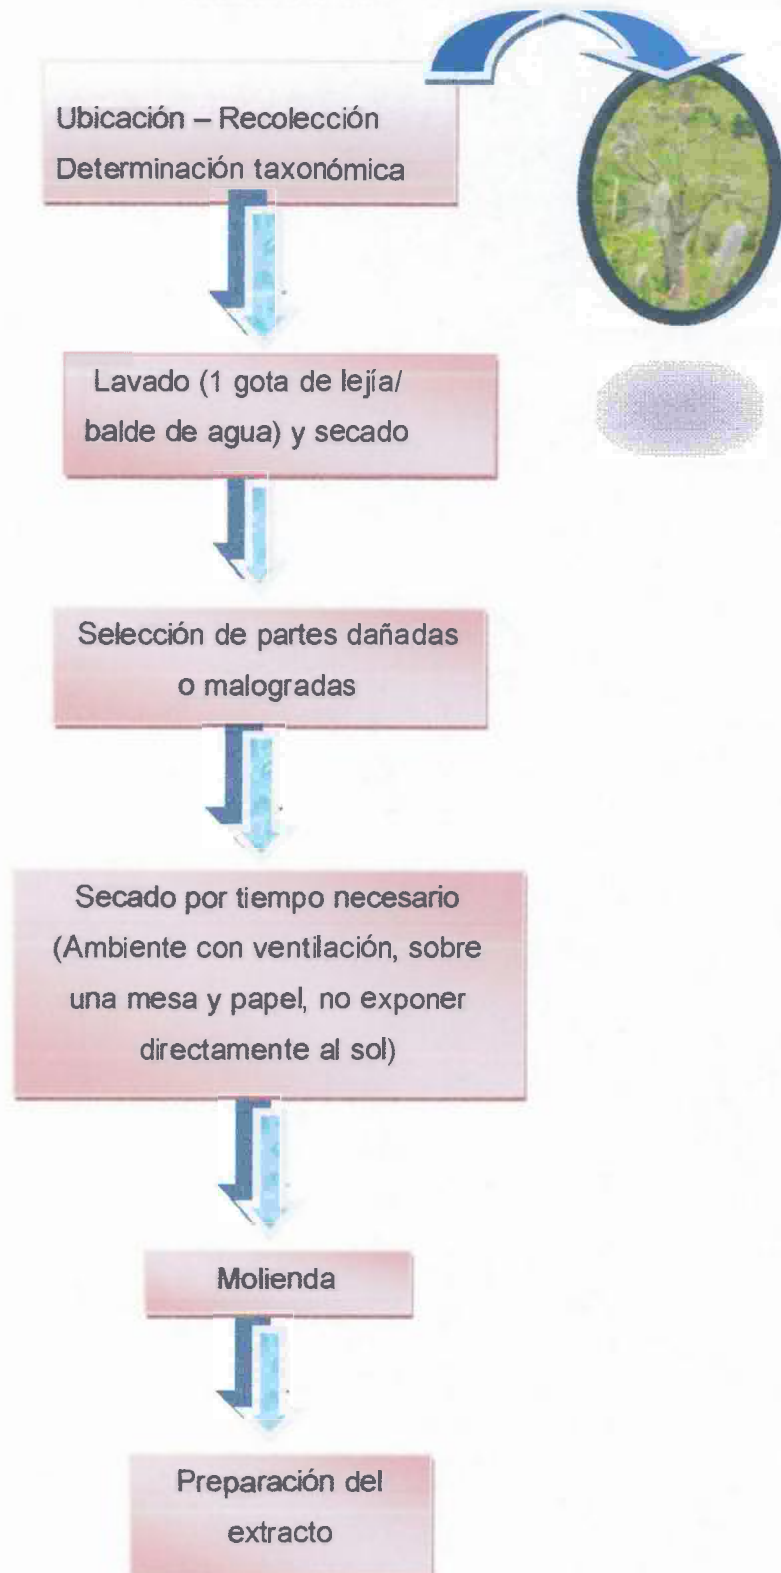 Ubicación – Recolección
Determinación taxonómica
Lavado (1 gota de lejía/
balde de agua) y secado
Selección de partes dañadas
o malogradas
Secado por tiempo necesario
(Ambiente con ventilación, sobre
una mesa y papel, no exponer
directamente al sol)
Molienda
Preparación del
extracto